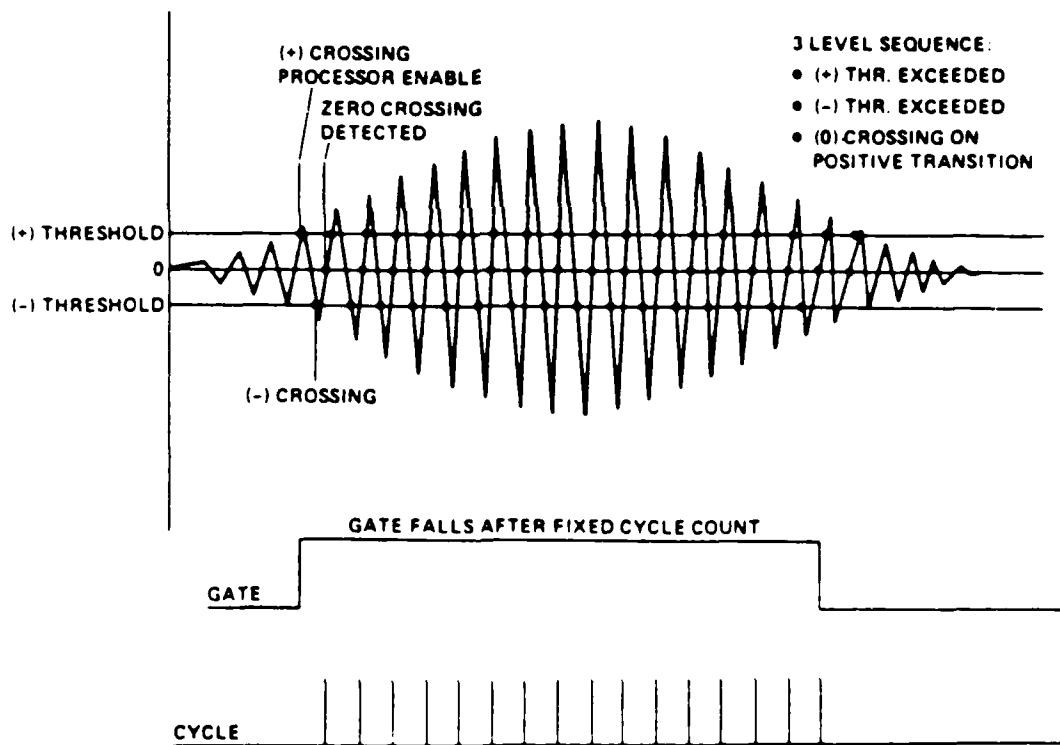 (+) CROSSING
PROCESSOR ENABLE
ZERO CROSSING
DETECTED
3 LEVEL SEQUENCE:
● (+) THR. EXCEEDED
● (-) THR. EXCEEDED
● (0)-CROSSING ON
POSITIVE TRANSITION
(+) THRESHOLD
0
(-) THRESHOLD
(-) CROSSING
GATE FALLS AFTER FIXED CYCLE COUNT
GATE
CYCLE